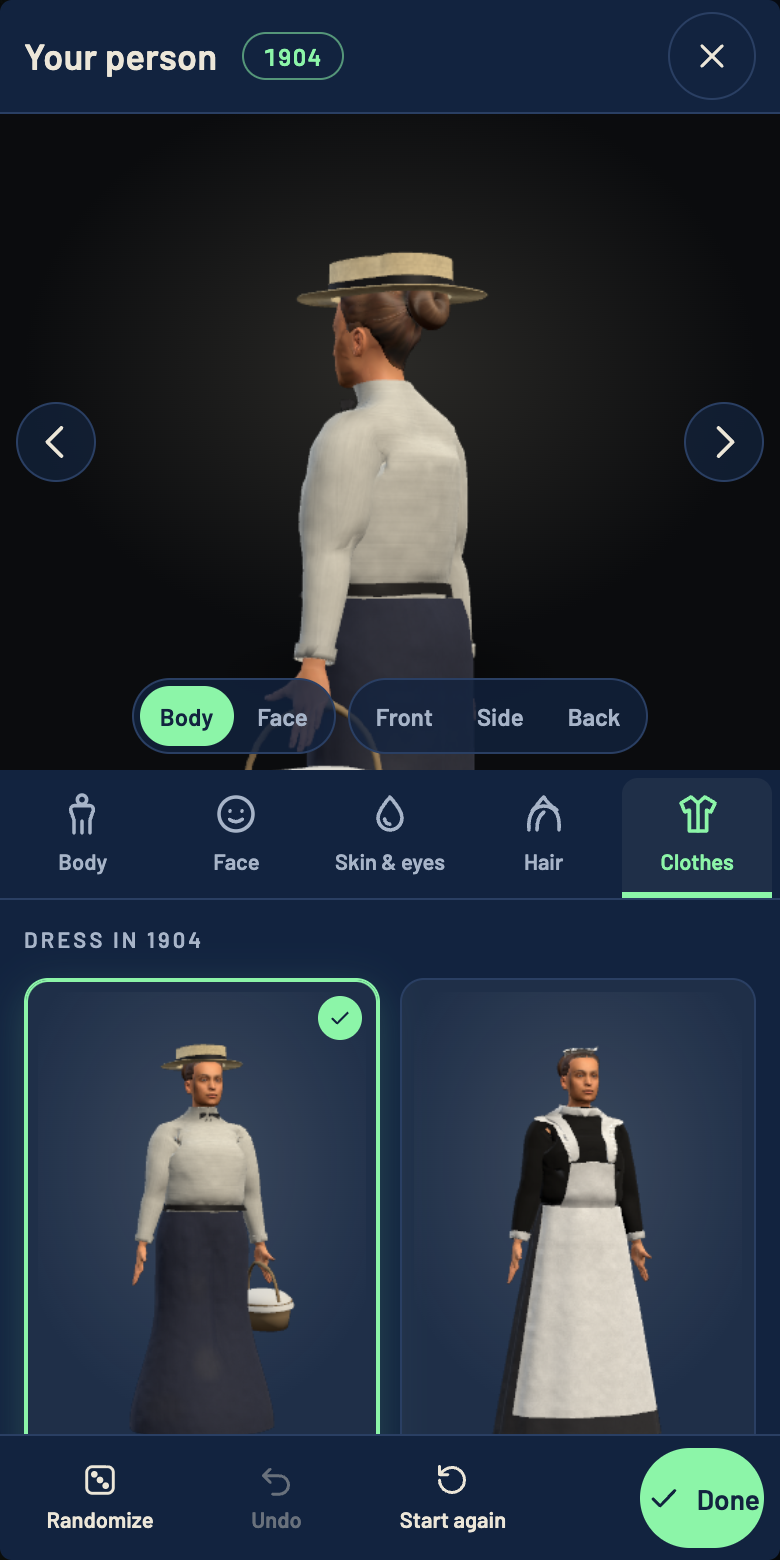 Your person 1904
Body Face Front Side Back
Body Face Skin & eyes Hair Clothes
DRESS IN 1904
Randomize Undo Start again Done